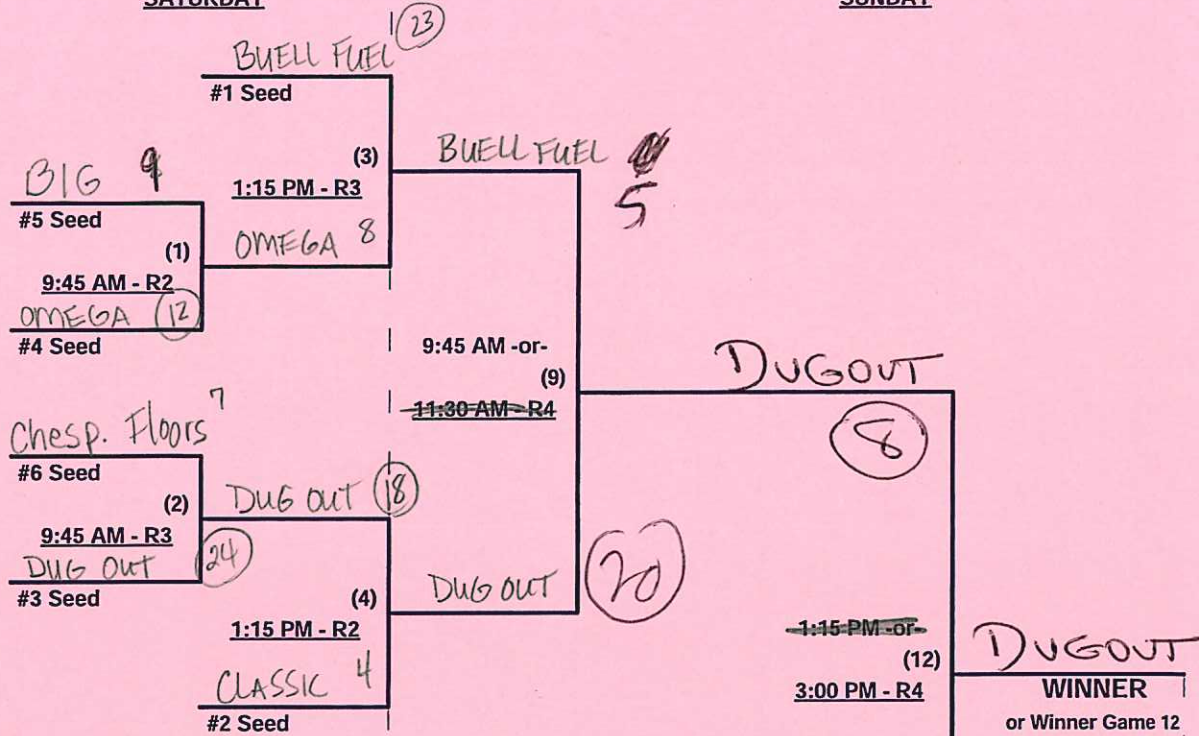 SATURDAY
SUNDAY
BUELL FUEL 23
#1 Seed
(3)
1:15 PM - R3
BUELL FUEL
5
BIG 9
#5 Seed
(1)
9:45 AM - R2
OMEGA 8
OMEGA 12
#4 Seed
9:45 AM -or-
(9)
11:30 AM - R4
DUGOUT
8
Chesp. Floors 7
#6 Seed
(2)
9:45 AM - R3
DUG OUT 18
DUG OUT 24
#3 Seed
(4)
1:15 PM - R2
DUG OUT 20
CLASSIC 4
#2 Seed
1:15 PM -or-
(12)
3:00 PM - R4
DUGOUT
WINNER
or Winner Game 12